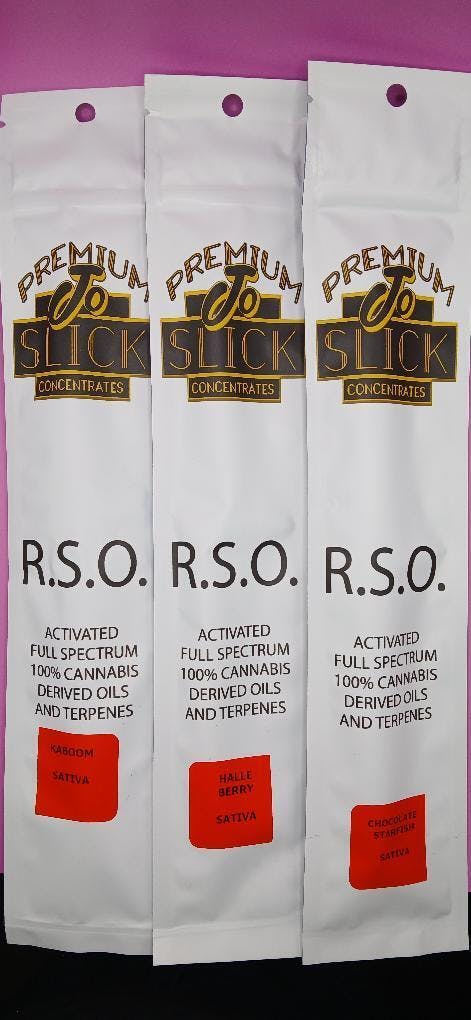 PREMIUM
Jo
SLICK
CONCENTRATES
R.S.O.
ACTIVATED
FULL SPECTRUM
100% CANNABIS
DERIVED OILS
AND TERPENES
KABOOM
SATIVA
PREMIUM
Jo
SLICK
CONCENTRATES
R.S.O.
ACTIVATED
FULL SPECTRUM
100% CANNABIS
DERIVED OILS
AND TERPENES
HALLE
BERRY
SATIVA
PREMIUM
Jo
SLICK
CONCENTRATES
R.S.O.
ACTIVATED
FULL SPECTRUM
100% CANNABIS
DERIVED OILS
AND TERPENES
CHOCOLATE
STARFISH
SATIVA